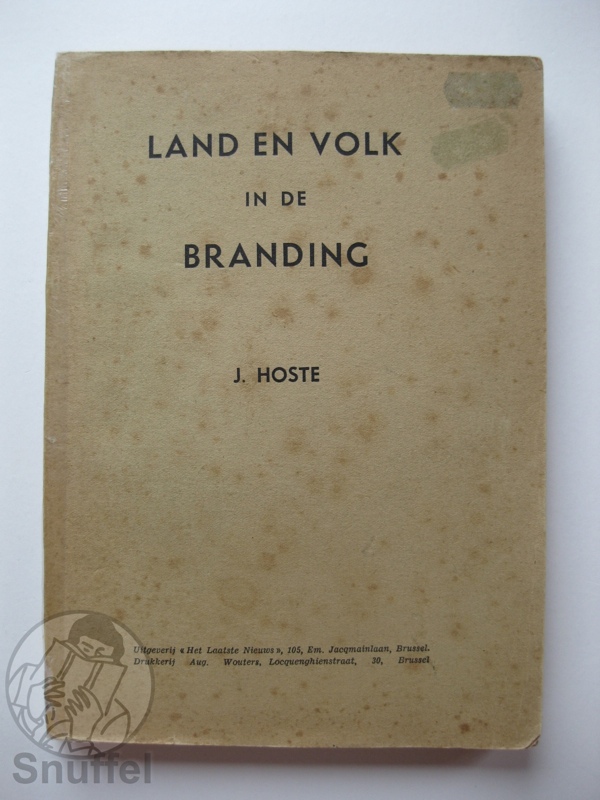 LAND EN VOLK
IN DE
BRANDING
J. HOSTE
Uitgeverij « Het Laatste Nieuws », 105, Em. Jacqmainlaan, Brussel.
Drukkerij Aug. Wouters, Locquenghienstraat, 30, Brussel
Snuffel